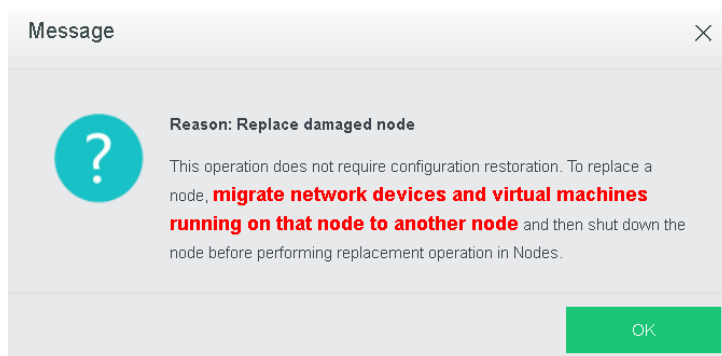 Message
Reason: Replace damaged node
This operation does not require configuration restoration. To replace a
node, migrate network devices and virtual machines
running on that node to another node and then shut down the
node before performing replacement operation in Nodes.
OK